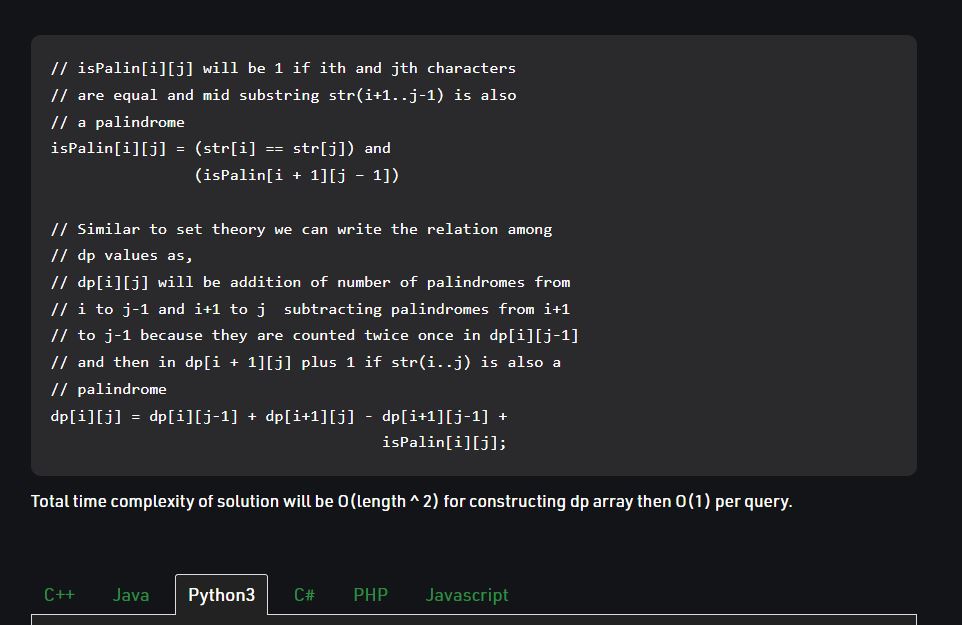 // isPalin[i][j] will be 1 if ith and jth characters
// are equal and mid substring str(i+1..j-1) is also
// a palindrome
isPalin[i][j] = (str[i] == str[j]) and
(isPalin[i + 1][j – 1])
// Similar to set theory we can write the relation among
// dp values as,
// dp[i][j] will be addition of number of palindromes from
// i to j-1 and i+1 to j  subtracting palindromes from i+1
// to j-1 because they are counted twice once in dp[i][j-1]
// and then in dp[i + 1][j] plus 1 if str(i..j) is also a
// palindrome
dp[i][j] = dp[i][j-1] + dp[i+1][j] - dp[i+1][j-1] +
isPalin[i][j];
Total time complexity of solution will be O(length ^ 2) for constructing dp array then O(1) per query.
C++ Java Python3 C# PHP Javascript